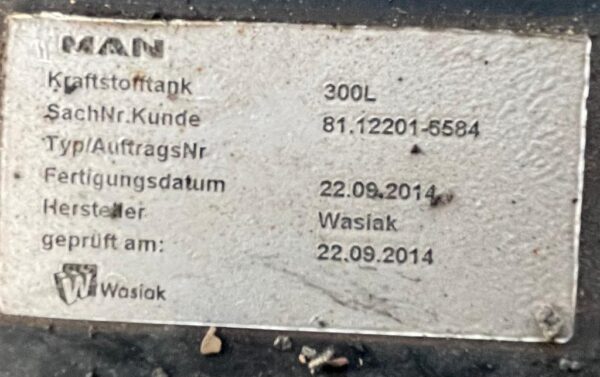 MAN
Kraftstofftank 300L
SachNr.Kunde 81.12201-5584
Typ/AuftragsNr
Fertigungsdatum 22.09.2014
Hersteller Wasiak
geprüft am: 22.09.2014
Wasiak